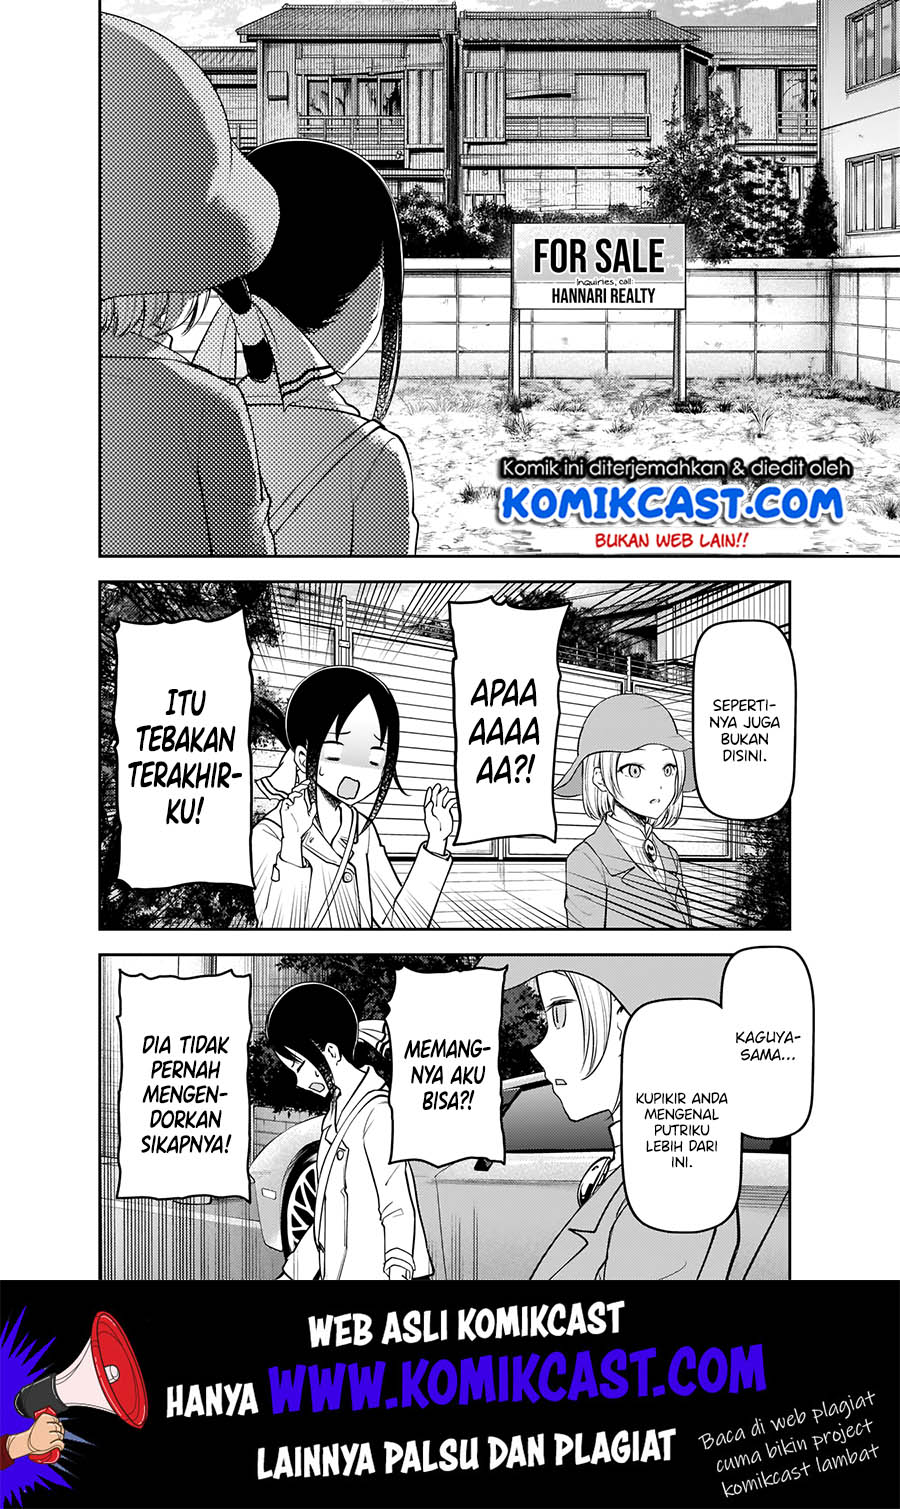 FOR SALE
Inquiries, call:
HANNARI REALTY
Komik ini diterjemahkan & diedit oleh
KOMIKCAST.COM
BUKAN WEB LAIN!!
SEPERTI-
NYA JUGA
BUKAN
DISINI.
APAA
AAAAA
AA?!
ITU
TEBAKAN
TERAKHIR-
KU!
KAGUYA-
SAMA...
KUPIKIR ANDA
MENGENAL
PUTRIKU
LEBIH DARI
INI.
MEMANG-
NYA AKU
BISA?!
DIA TIDAK
PERNAH
MENGEN-
DORKAN
SIKAPNYA!
WEB ASLI KOMIKCAST
HANYA WWW.KOMIKCAST.COM
LAINNYA PALSU DAN PLAGIAT
Baca di web plagiat
cuma bikin project
komikcast lambat